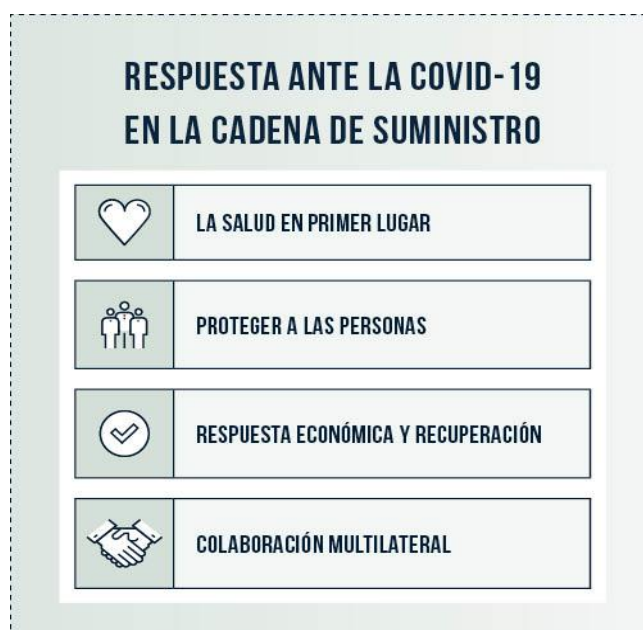 RESPUESTA ANTE LA COVID-19
EN LA CADENA DE SUMINISTRO
LA SALUD EN PRIMER LUGAR
PROTEGER A LAS PERSONAS
RESPUESTA ECONÓMICA Y RECUPERACIÓN
COLABORACIÓN MULTILATERAL